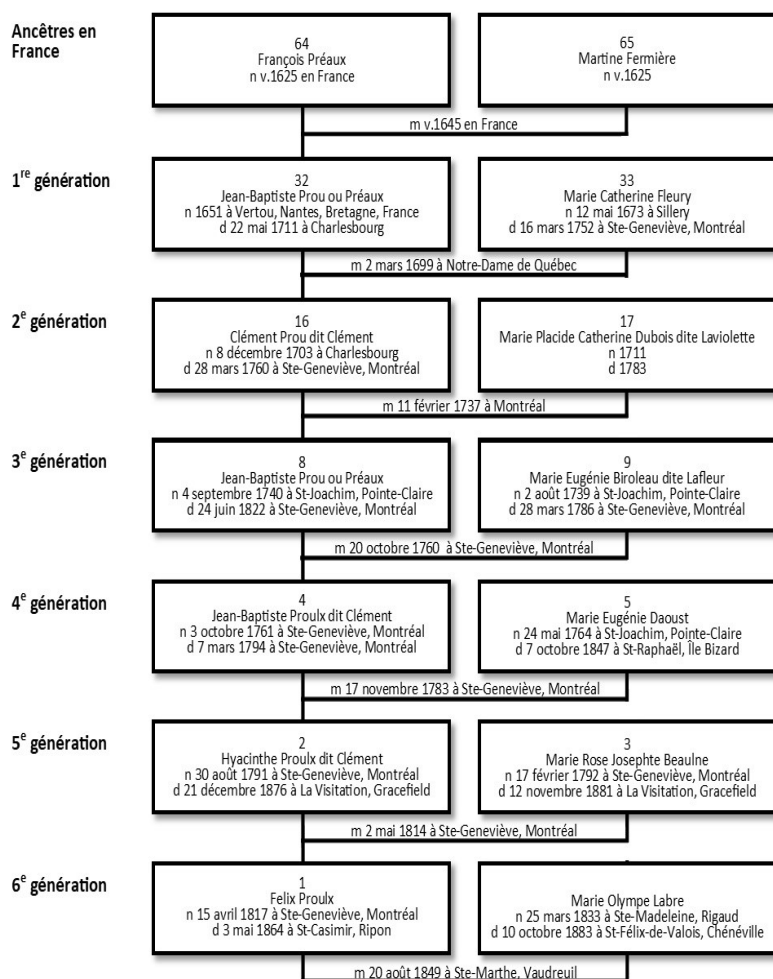 Ancêtres en
France
64
François Préaux
n v.1625 en France
65
Martine Fermière
n v.1625
m v.1645 en France
1re génération
32
Jean-Baptiste Prou ou Préaux
n 1651 à Vertou, Nantes, Bretagne, France
d 22 mai 1711 à Charlesbourg
33
Marie Catherine Fleury
n 12 mai 1673 à Sillery
d 16 mars 1752 à Ste-Geneviève, Montréal
m 2 mars 1699 à Notre-Dame de Québec
2e génération
16
Clément Prou dit Clément
n 8 décembre 1703 à Charlesbourg
d 28 mars 1760 à Ste-Geneviève, Montréal
17
Marie Placide Catherine Dubois dite Laviolette
n 1711
d 1783
m 11 février 1737 à Montréal
3e génération
8
Jean-Baptiste Prou ou Préaux
n 4 septembre 1740 à St-Joachim, Pointe-Claire
d 24 juin 1822 à Ste-Geneviève, Montréal
9
Marie Eugénie Biroleau dite Lafleur
n 2 août 1739 à St-Joachim, Pointe-Claire
d 28 mars 1786 à Ste-Geneviève, Montréal
m 20 octobre 1760 à Ste-Geneviève, Montréal
4e génération
4
Jean-Baptiste Proulx dit Clément
n 3 octobre 1761 à Ste-Geneviève, Montréal
d 7 mars 1794 à Ste-Geneviève, Montréal
5
Marie Eugénie Daoust
n 24 mai 1764 à St-Joachim, Pointe-Claire
d 7 octobre 1847 à St-Raphaël, Île Bizard
m 17 novembre 1783 à Ste-Geneviève, Montréal
5e génération
2
Hyacinthe Proulx dit Clément
n 30 août 1791 à Ste-Geneviève, Montréal
d 21 décembre 1876 à La Visitation, Gracefield
3
Marie Rose Josephte Beaulne
n 17 février 1792 à Ste-Geneviève, Montréal
d 12 novembre 1881 à La Visitation, Gracefield
m 2 mai 1814 à Ste-Geneviève, Montréal
6e génération
1
Felix Proulx
n 15 avril 1817 à Ste-Geneviève, Montréal
d 3 mai 1864 à St-Casimir, Ripon
Marie Olympe Labre
n 25 mars 1833 à Ste-Madeleine, Rigaud
d 10 octobre 1883 à St-Félix-de-Valois, Chénéville
m 20 août 1849 à Ste-Marthe, Vaudreuil